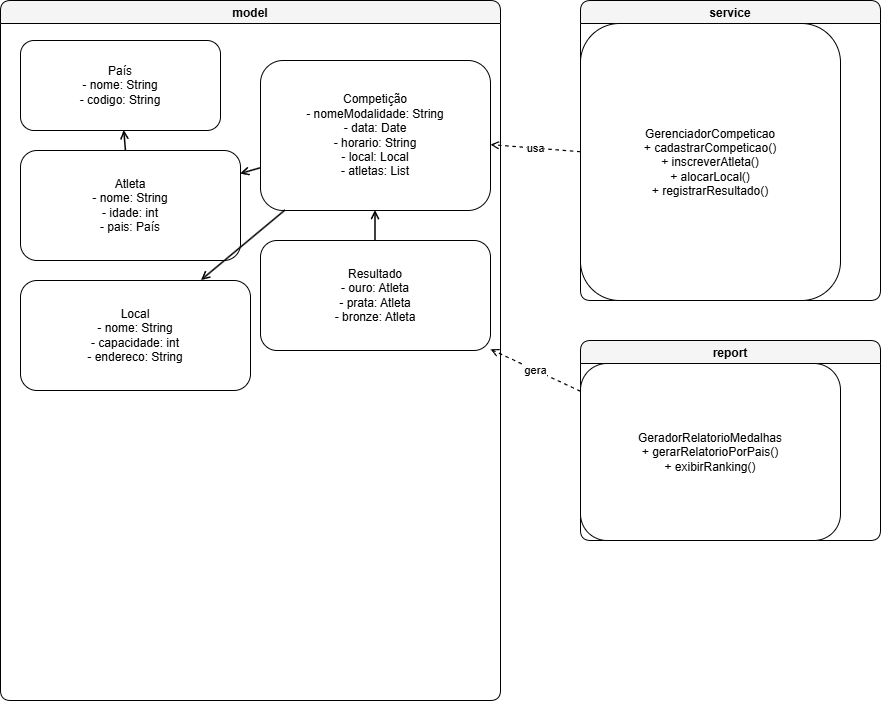 model
País
- nome: String
- codigo: String
Atleta
- nome: String
- idade: int
- pais: País
Local
- nome: String
- capacidade: int
- endereco: String
Competição
- nomeModalidade: String
- data: Date
- horario: String
- local: Local
- atletas: List
Resultado
- ouro: Atleta
- prata: Atleta
- bronze: Atleta
usa
gera
service
GerenciadorCompeticao
+ cadastrarCompeticao()
+ inscreverAtleta()
+ alocarLocal()
+ registrarResultado()
report
GeradorRelatorioMedalhas
+ gerarRelatorioPorPais()
+ exibirRanking()